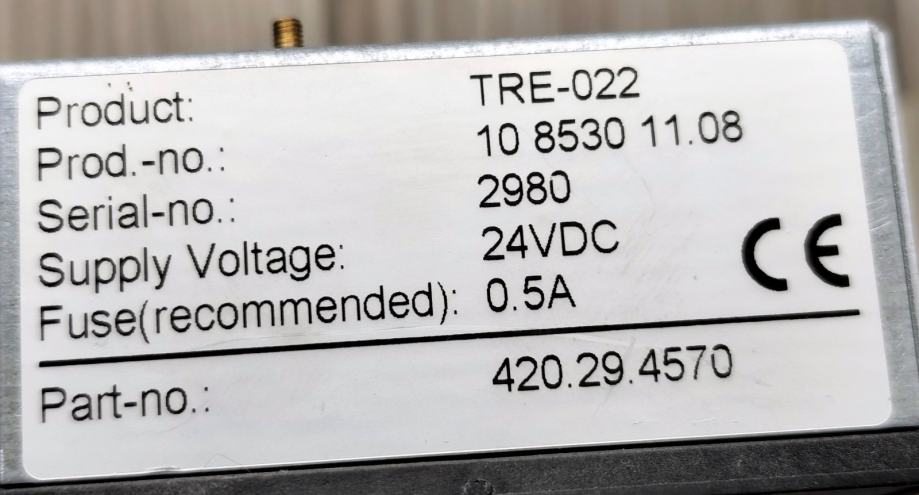 Product: TRE-022
Prod.-no.: 10 8530 11.08
Serial-no.: 2980
Supply Voltage: 24VDC
Fuse(recommended): 0.5A
CE
Part-no.: 420.29.4570